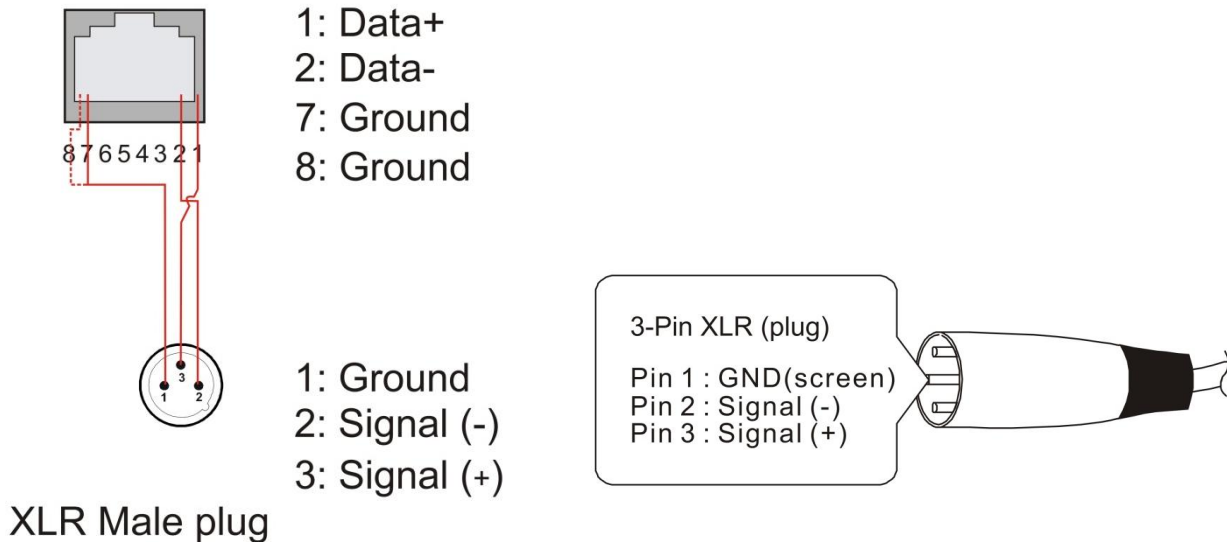 1: Data+
2: Data-
7: Ground
8: Ground
87654321
3
1 2
1: Ground
2: Signal (-)
3: Signal (+)
XLR Male plug
3-Pin XLR (plug)
Pin 1 : GND(screen)
Pin 2 : Signal (-)
Pin 3 : Signal (+)